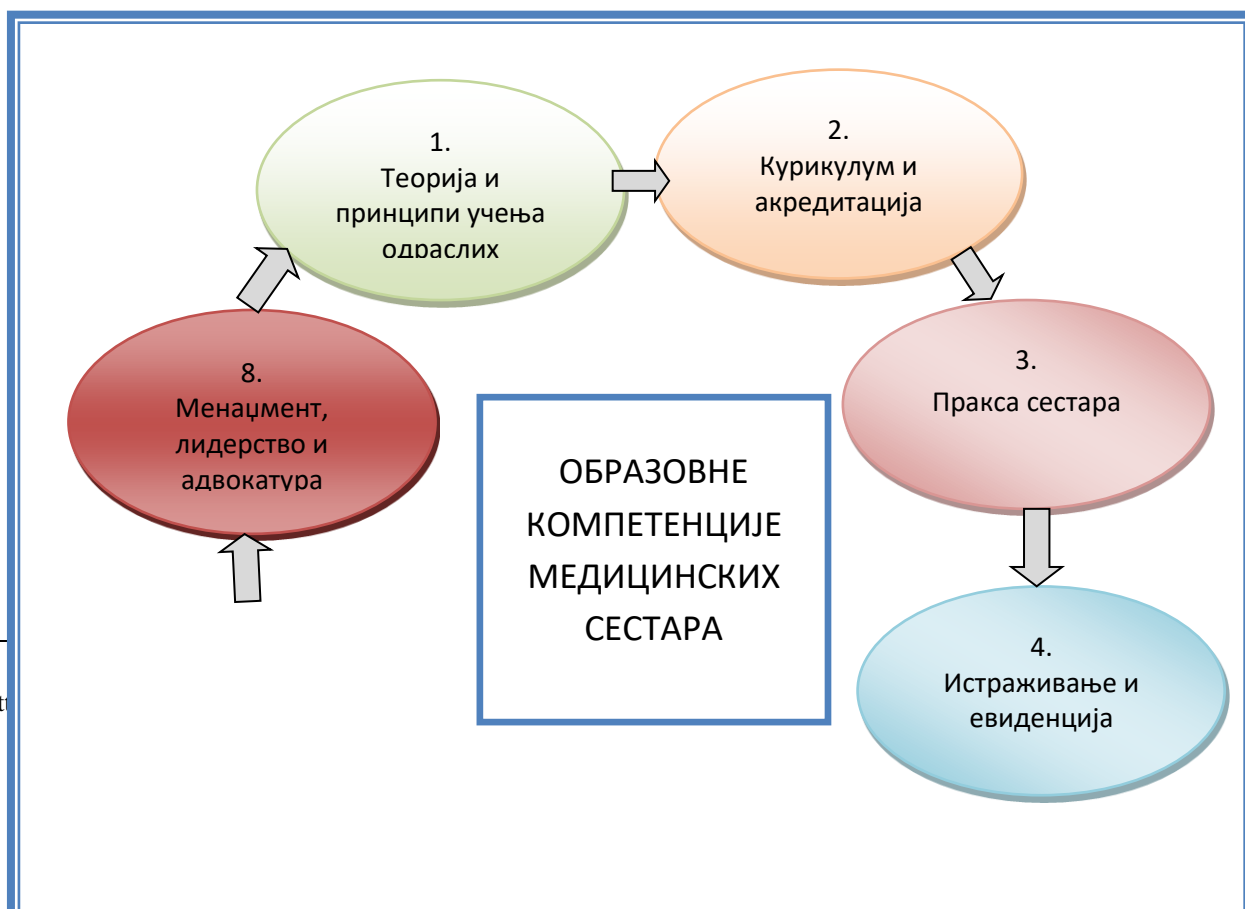 1.
Теорија и
принципи учења
одраслих
2.
Курикулум и
акредитација
8.
Менаџмент,
лидерство и
адвокатура
3.
Пракса сестара
ОБРАЗОВНЕ
КОМПЕТЕНЦИЈЕ
МЕДИЦИНСКИХ
СЕСТАРА
4.
Истраживање и
евиденција